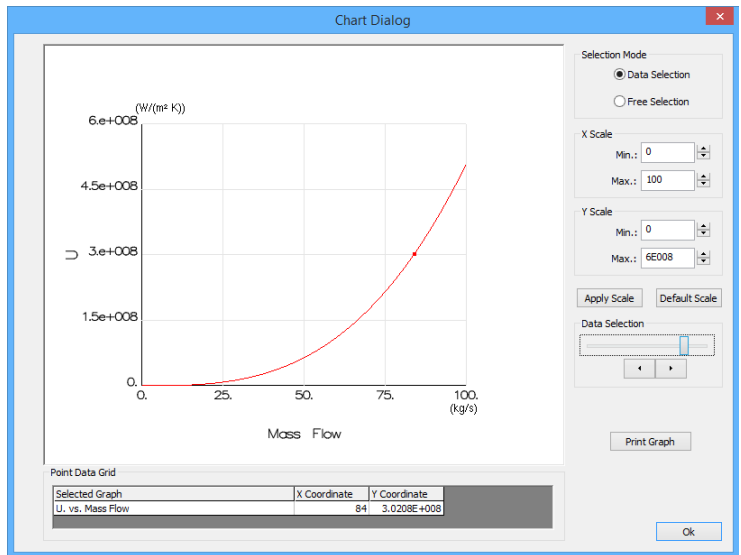 Chart Dialog
(W/(m² K))
6.e+008
4.5e+008
3.e+008
1.5e+008
0.
U
0. 25. 50. 75. 100.
(kg/s)
Mass Flow
Selection Mode
Data Selection
Free Selection
X Scale
Min.: 0
Max.: 100
Y Scale
Min.: 0
Max.: 6E008
Apply Scale Default Scale
Data Selection
Print Graph
Point Data Grid
Selected Graph X Coordinate Y Coordinate
U. vs. Mass Flow 84 3.0208E+008
Ok